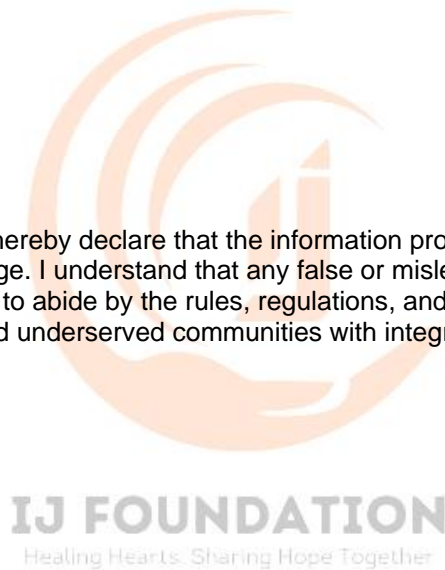 hereby declare that the information pro
ge. I understand that any false or misle
to abide by the rules, regulations, and
d underserved communities with integr
IJ FOUNDATION
Healing Hearts. Sharing Hope Together